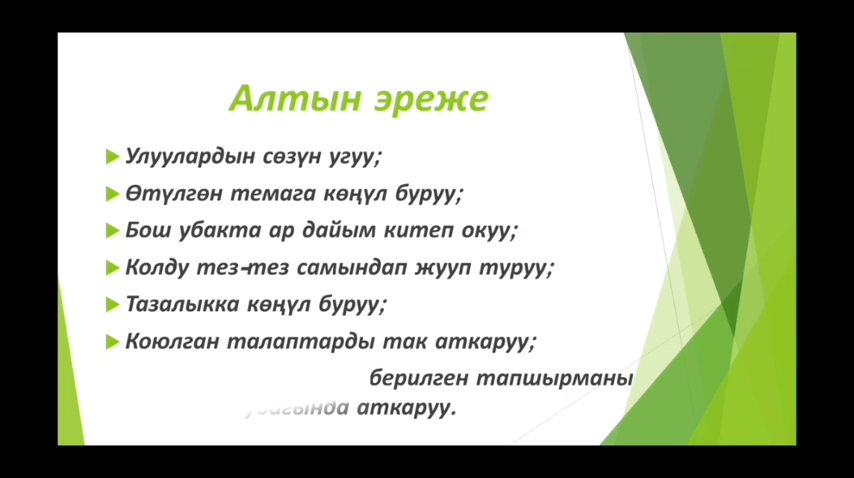 Алтын эреже
Улуулардын сөзүн угуу;
Өтүлгөн темага көңүл буруу;
Бош убакта ар дайым китеп окуу;
Колду тез-тез самындап жууп туруу;
Тазалыкка көңүл буруу;
Коюлган талаптарды так аткаруу;
берилген тапшырманы
убагында аткаруу.